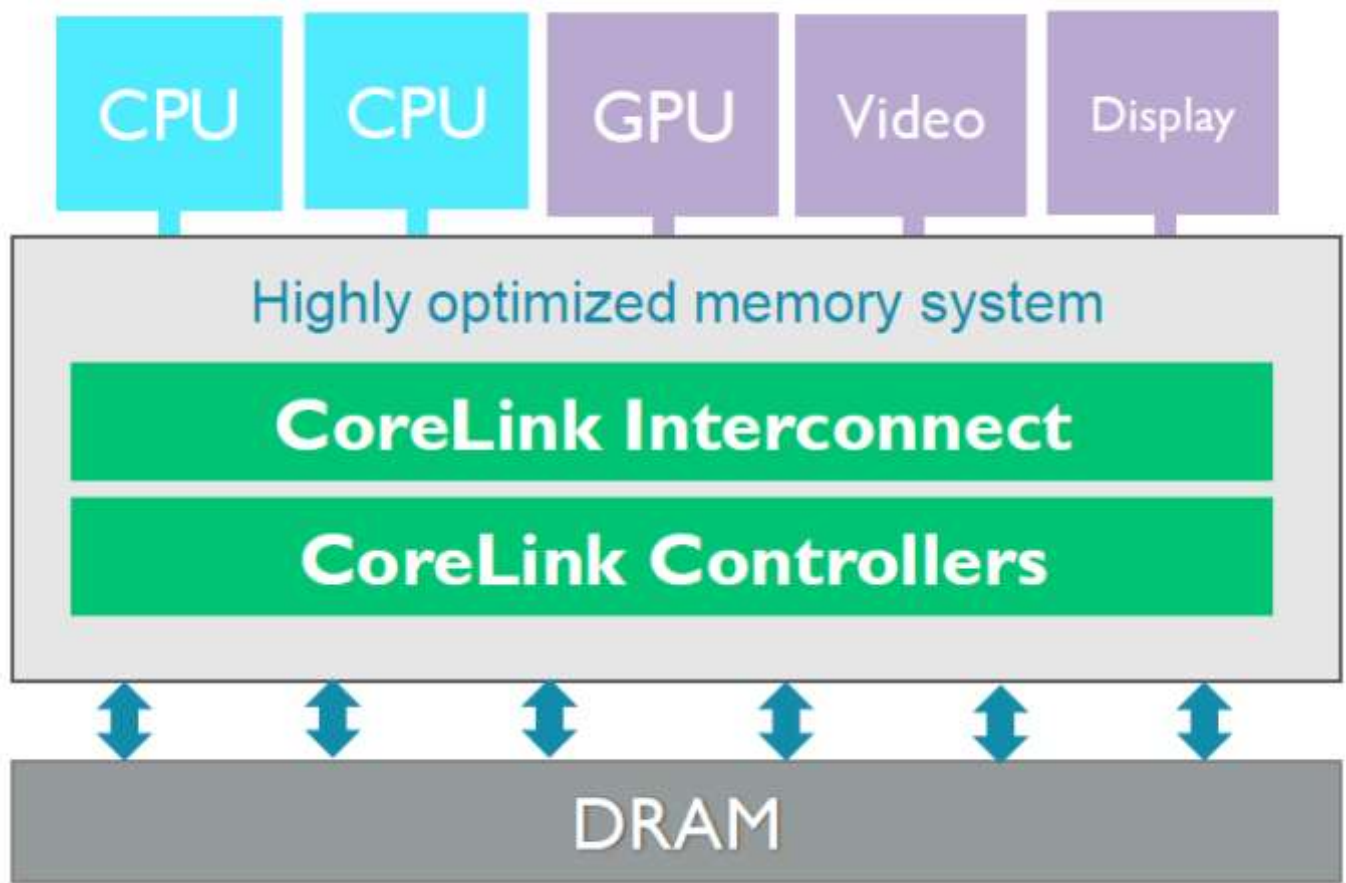 CPU CPU GPU Video Display
Highly optimized memory system
CoreLink Interconnect
CoreLink Controllers
DRAM